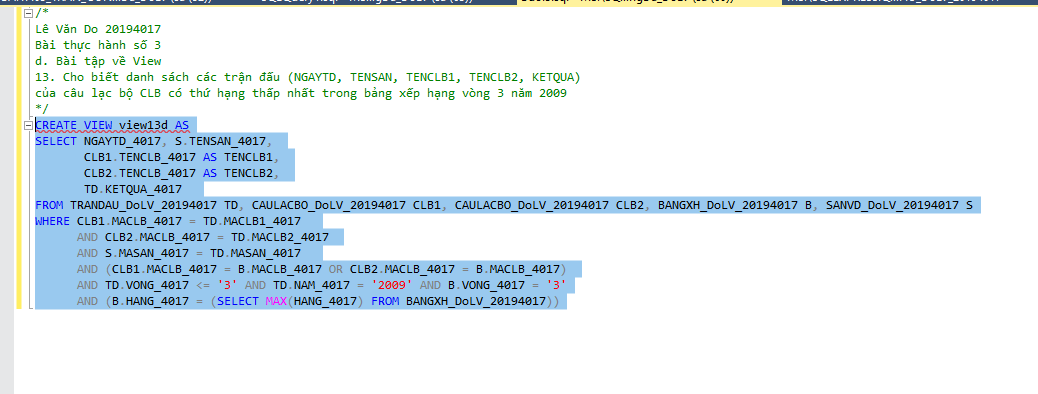 /*
Lê Văn Do 20194017
Bài thực hành số 3
d. Bài tập về View
13. Cho biết danh sách các trận đấu (NGAYTD, TENSAN, TENCLB1, TENCLB2, KETQUA)
của câu lạc bộ CLB có thứ hạng thấp nhất trong bảng xếp hạng vòng 3 năm 2009
*/
CREATE VIEW view13d AS
SELECT NGAYTD_4017, S.TENSAN_4017,
CLB1.TENCLB_4017 AS TENCLB1,
CLB2.TENCLB_4017 AS TENCLB2,
TD.KETQUA_4017
FROM TRANDAU_DoLV_20194017 TD, CAULACBO_DoLV_20194017 CLB1, CAULACBO_DoLV_20194017 CLB2, BANGXH_DoLV_20194017 B, SANVD_DoLV_20194017 S
WHERE CLB1.MACLB_4017 = TD.MACLB1_4017
AND CLB2.MACLB_4017 = TD.MACLB2_4017
AND S.MASAN_4017 = TD.MASAN_4017
AND (CLB1.MACLB_4017 = B.MACLB_4017 OR CLB2.MACLB_4017 = B.MACLB_4017)
AND TD.VONG_4017 <= '3' AND TD.NAM_4017 = '2009' AND B.VONG_4017 = '3'
AND (B.HANG_4017 = (SELECT MAX(HANG_4017) FROM BANGXH_DoLV_20194017))